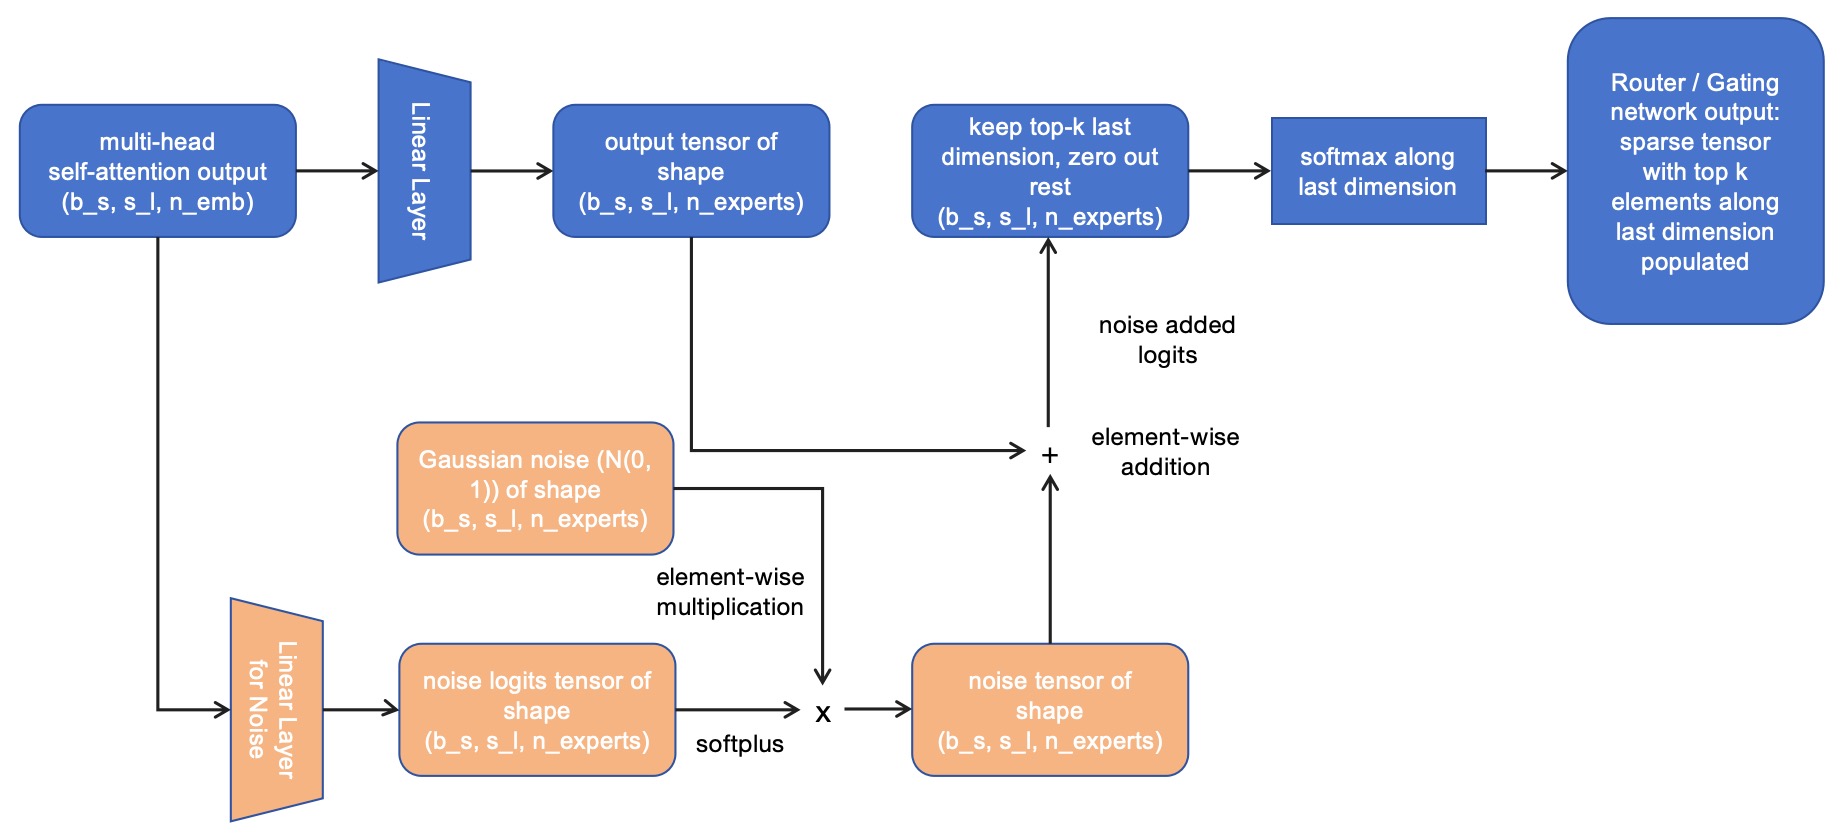 multi-head
self-attention output
(b_s, s_l, n_emb)
Linear Layer
output tensor of
shape
(b_s, s_l, n_experts)
keep top-k last
dimension, zero out
rest
(b_s, s_l, n_experts)
softmax along
last dimension
Router / Gating
network output:
sparse tensor
with top k
elements along
last dimension
populated
noise added
logits
Gaussian noise (N(0,
1)) of shape
(b_s, s_l, n_experts)
+
element-wise
addition
element-wise
multiplication
Linear Layer
for Noise
noise logits tensor of
shape
(b_s, s_l, n_experts)
softplus
x
noise tensor of
shape
(b_s, s_l, n_experts)